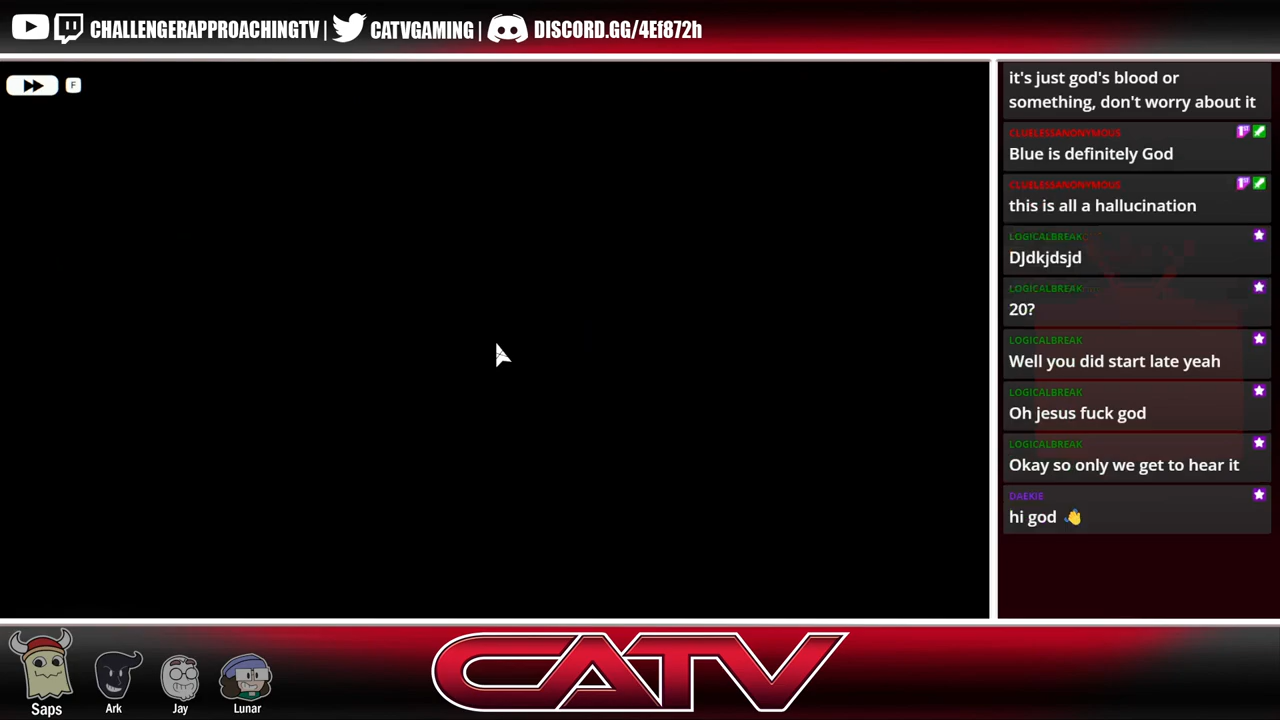 CHALLENGERAPPROACHINGTV | CATVGAMING | DISCORD.GG/4Ef872h
F
it's just god's blood or
something, don't worry about it
CLUELESSANONYMOUS
Blue is definitely God
CLUELESSANONYMOUS
this is all a hallucination
LOGICALBREAK
DJdkjdsjd
LOGICALBREAK
20?
LOGICALBREAK
Well you did start late yeah
LOGICALBREAK
Oh jesus fuck god
LOGICALBREAK
Okay so only we get to hear it
DAEKIE
hi god 👋
CATV
Saps Ark Jay Lunar